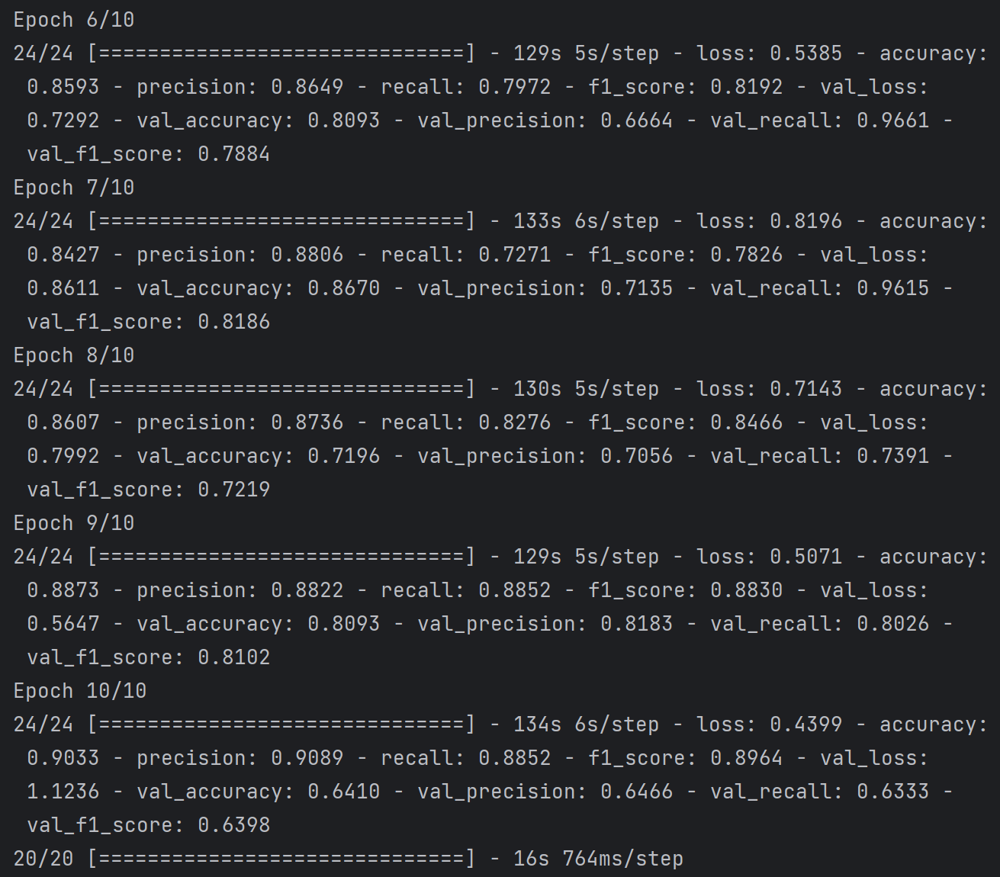 Epoch 6/10
24/24 [==============================] - 129s 5s/step - loss: 0.5385 - accuracy:
0.8593 - precision: 0.8649 - recall: 0.7972 - f1_score: 0.8192 - val_loss:
0.7292 - val_accuracy: 0.8093 - val_precision: 0.6664 - val_recall: 0.9661 -
val_f1_score: 0.7884
Epoch 7/10
24/24 [==============================] - 133s 6s/step - loss: 0.8196 - accuracy:
0.8427 - precision: 0.8806 - recall: 0.7271 - f1_score: 0.7826 - val_loss:
0.8611 - val_accuracy: 0.8670 - val_precision: 0.7135 - val_recall: 0.9615 -
val_f1_score: 0.8186
Epoch 8/10
24/24 [==============================] - 130s 5s/step - loss: 0.7143 - accuracy:
0.8607 - precision: 0.8736 - recall: 0.8276 - f1_score: 0.8466 - val_loss:
0.7992 - val_accuracy: 0.7196 - val_precision: 0.7056 - val_recall: 0.7391 -
val_f1_score: 0.7219
Epoch 9/10
24/24 [==============================] - 129s 5s/step - loss: 0.5071 - accuracy:
0.8873 - precision: 0.8822 - recall: 0.8852 - f1_score: 0.8830 - val_loss:
0.5647 - val_accuracy: 0.8093 - val_precision: 0.8183 - val_recall: 0.8026 -
val_f1_score: 0.8102
Epoch 10/10
24/24 [==============================] - 134s 6s/step - loss: 0.4399 - accuracy:
0.9033 - precision: 0.9089 - recall: 0.8852 - f1_score: 0.8964 - val_loss:
1.1236 - val_accuracy: 0.6410 - val_precision: 0.6466 - val_recall: 0.6333 -
val_f1_score: 0.6398
20/20 [==============================] - 16s 764ms/step